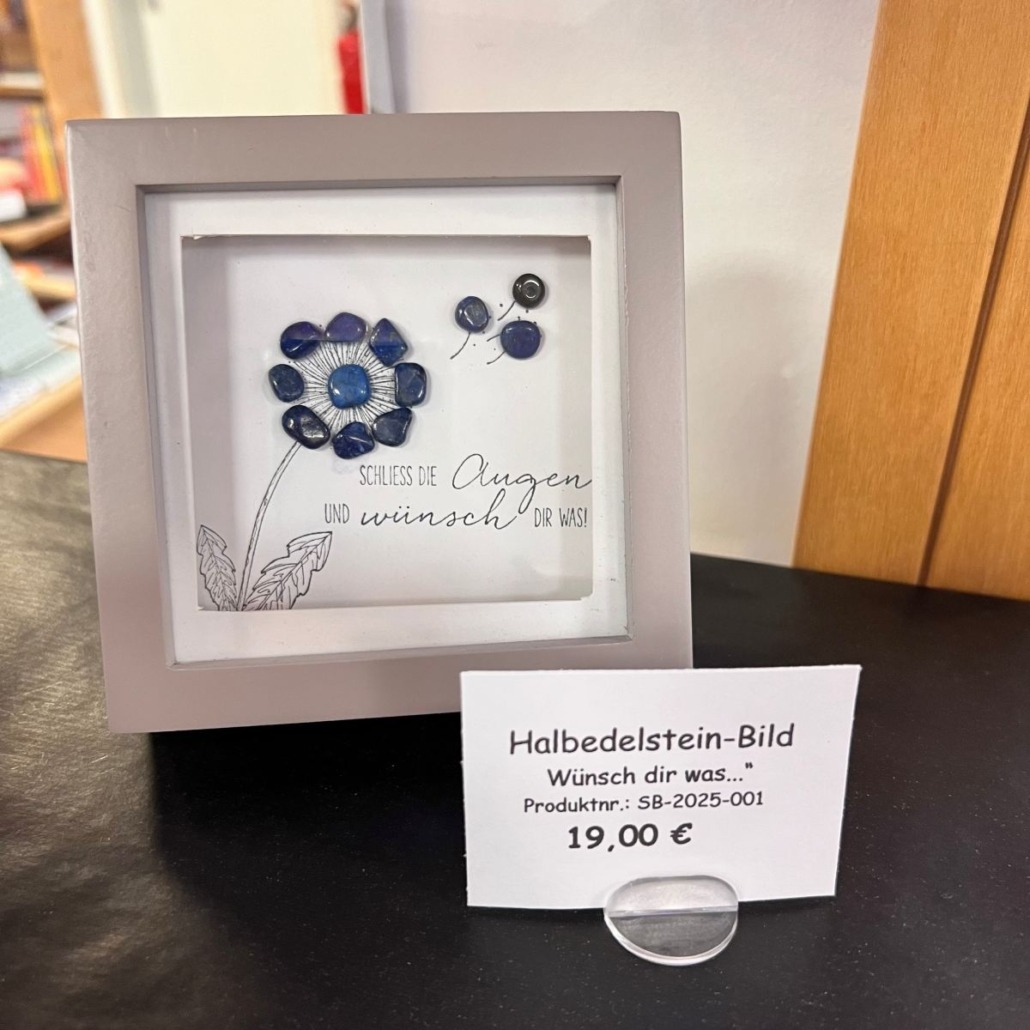 SCHLIESS DIE Augen
UND wünsch DIR WAS!
Halbedelstein-Bild
Wünsch dir was..."
Produktnr.: SB-2025-001
19,00 €